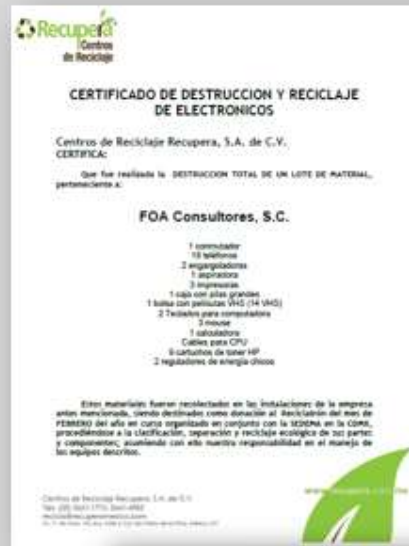 Recupera
Centros
de Reciclaje
CERTIFICADO DE DESTRUCCION Y RECICLAJE
DE ELECTRONICOS
Centros de Reciclaje Recupera, S.A. de C.V.
CERTIFICA:
Que fue realizada la DESTRUCCION TOTAL DE UN LOTE DE MATERIAL,
perteneciente a:
FOA Consultores, S.C.
1 conmutador
18 teléfonos
2 engargoladoras
1 aspiradora
3 impresoras
1 caja con pilas grandes
1 bolsa con películas VHS (14 VHS)
2 Teclados para computadora
3 mouse
1 calculadora
Cables para CPU
9 cartuchos de toner HP
2 reguladores de energía chicos
Estos materiales fueron recolectados en las instalaciones de la empresa
antes mencionada, siendo destinados como donación al Reciclatrón del mes de
FEBRERO del año en curso organizado en conjunto con la SEDEMA en la CDMX,
procediéndose a la clasificación, separación y reciclaje ecológico de sus partes
y componentes; asumiendo con ello nuestra responsabilidad en el manejo de
los equipos descritos.
Centros de Reciclaje Recupera, S.A. de C.V.
www.recupera.com.mx